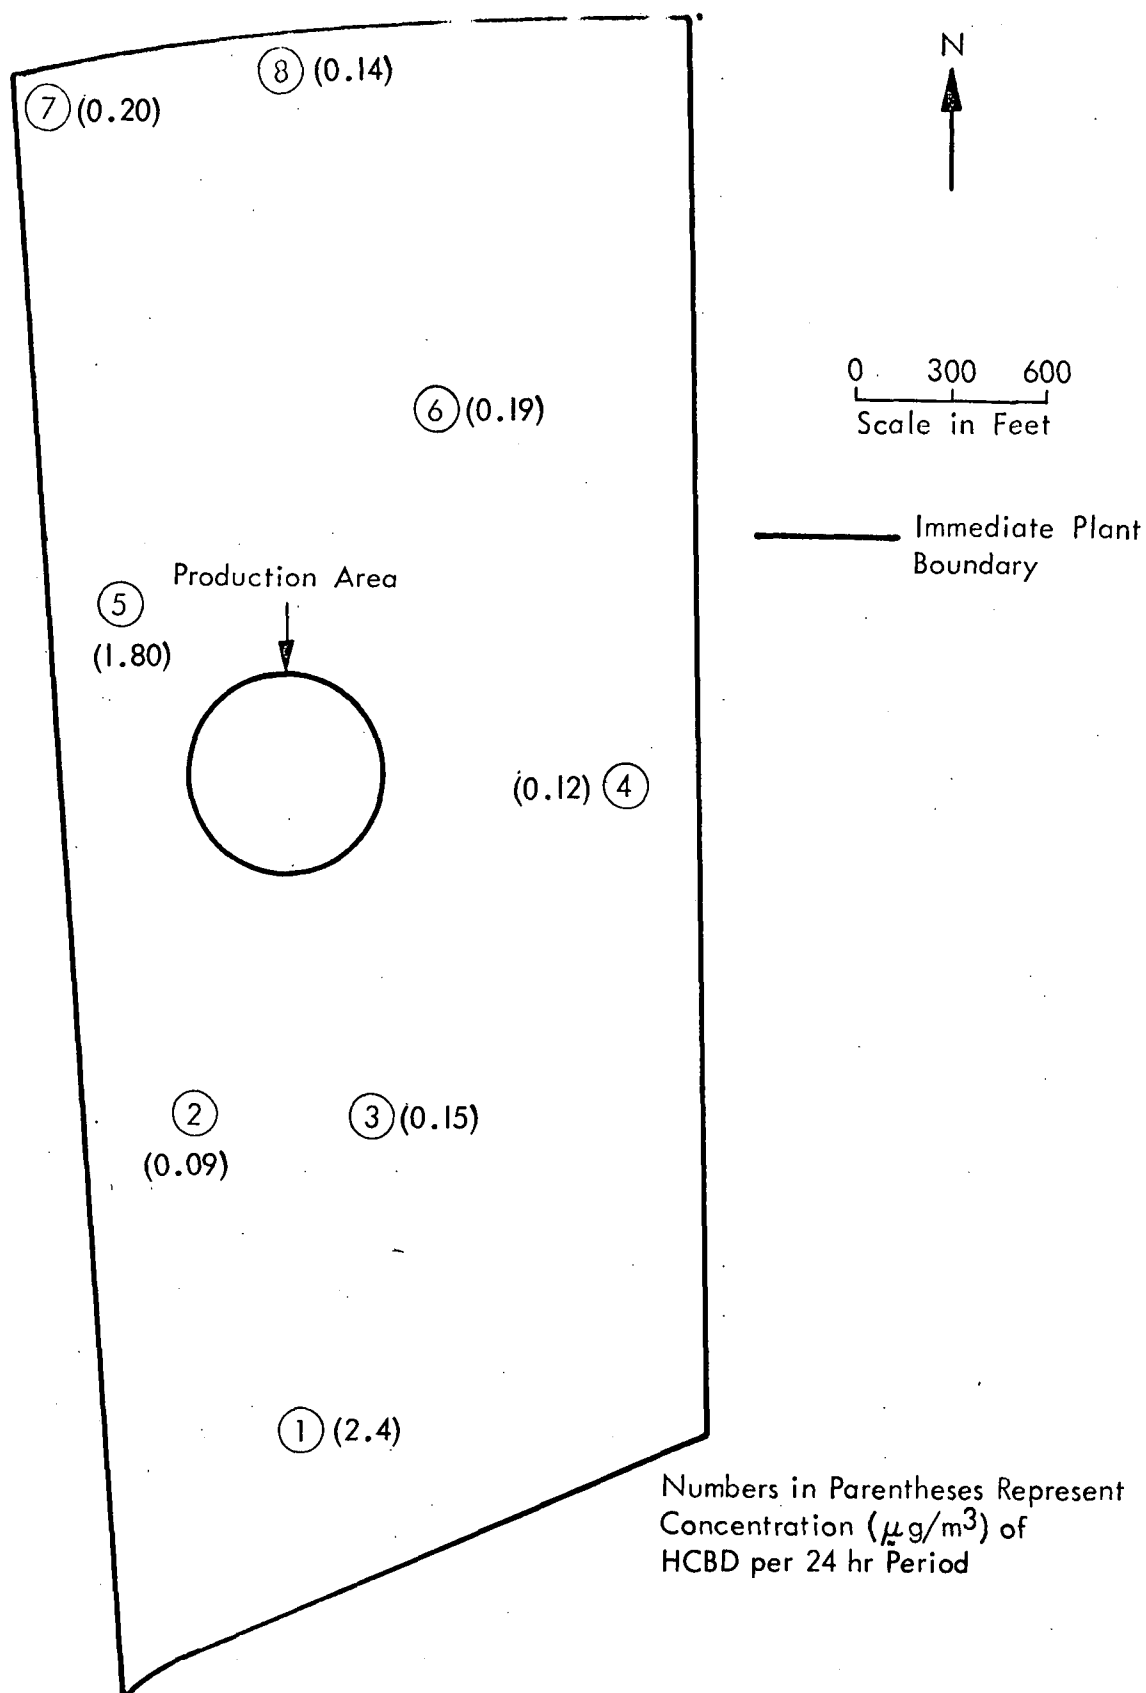 8 (0.14)
N
7 (0.20)
0 300 600
Scale in Feet
6 (0.19)
Immediate Plant
Boundary
Production Area
5
(1.80)
(0.12) 4
2
3 (0.15)
(0.09)
1 (2.4)
Numbers in Parentheses Represent
Concentration (µg/m³) of
HCBD per 24 hr Period